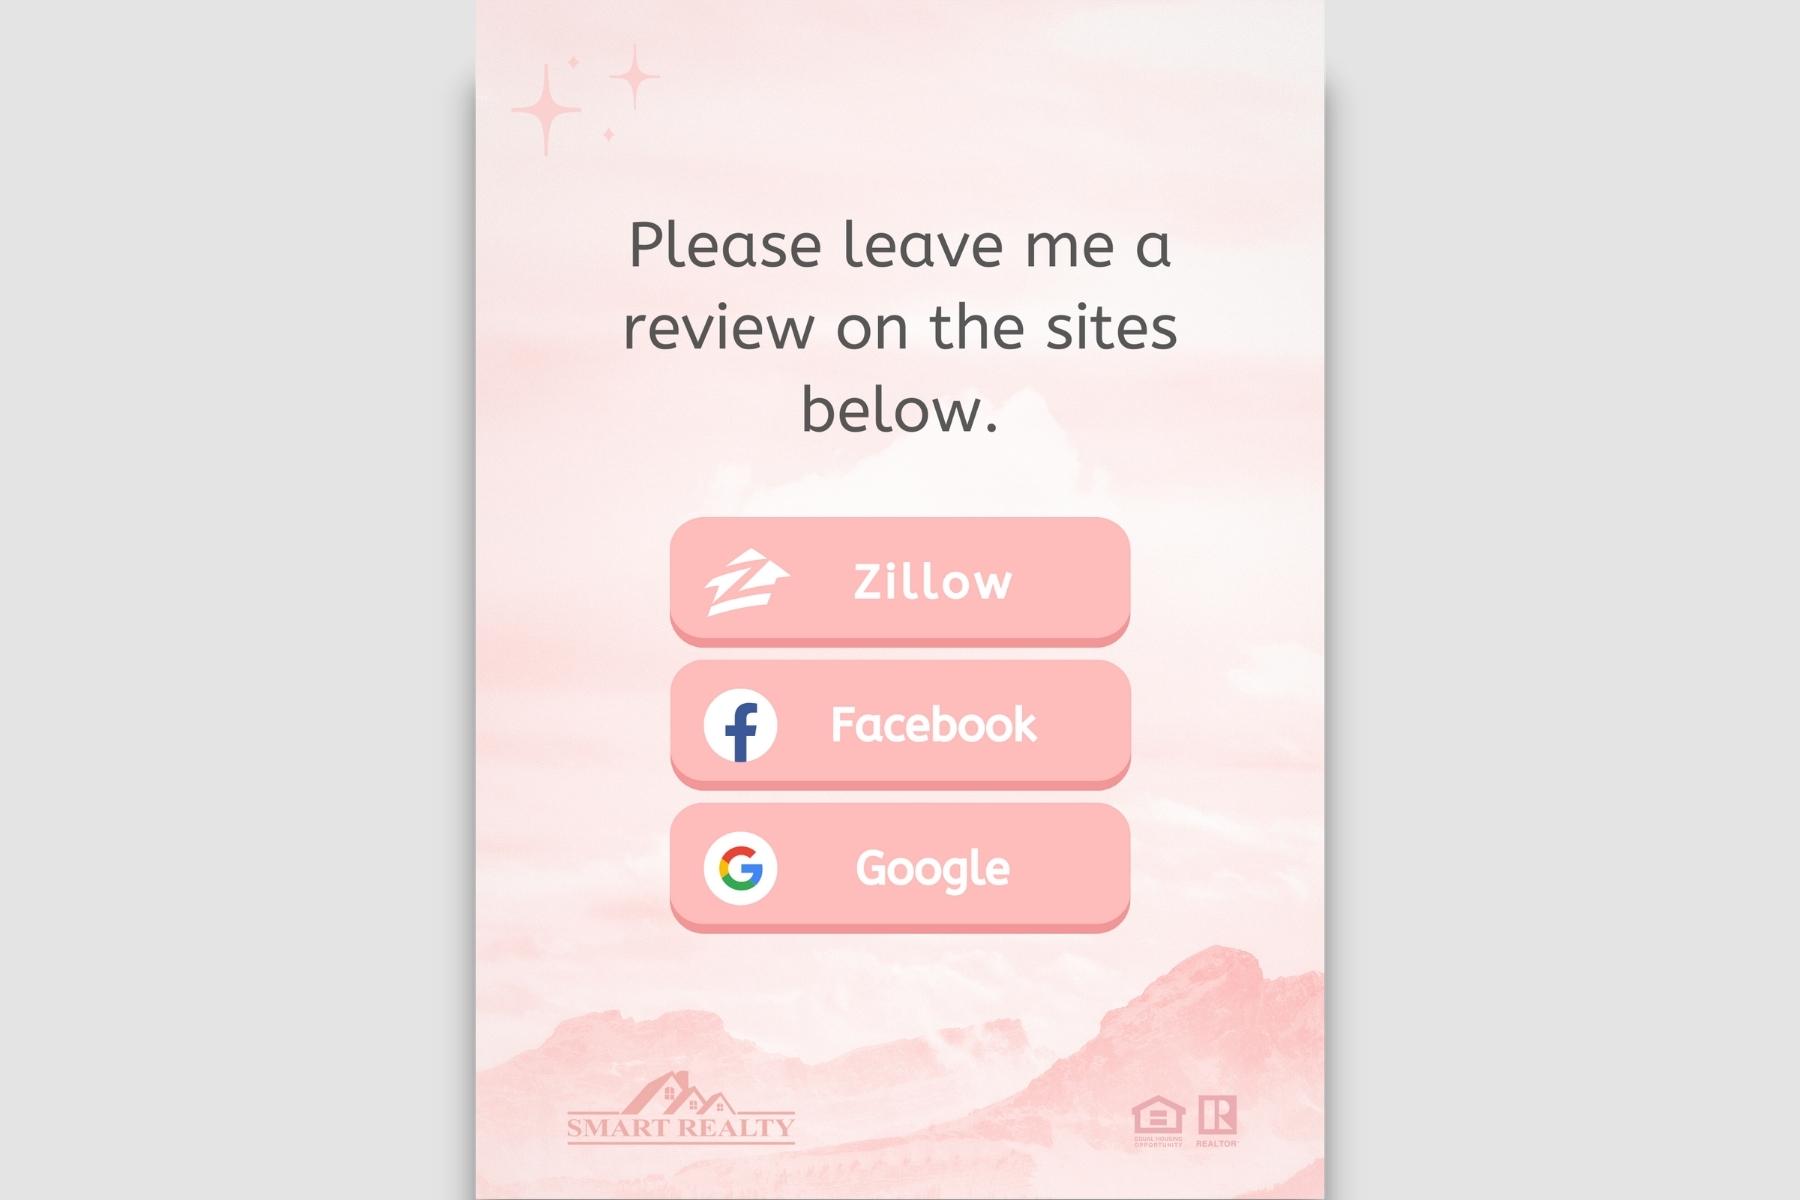 Please leave me a
review on the sites
below.
Zillow
Facebook
Google
SMART REALTY
EQUAL HOUSING
OPPORTUNITY
REALTOR